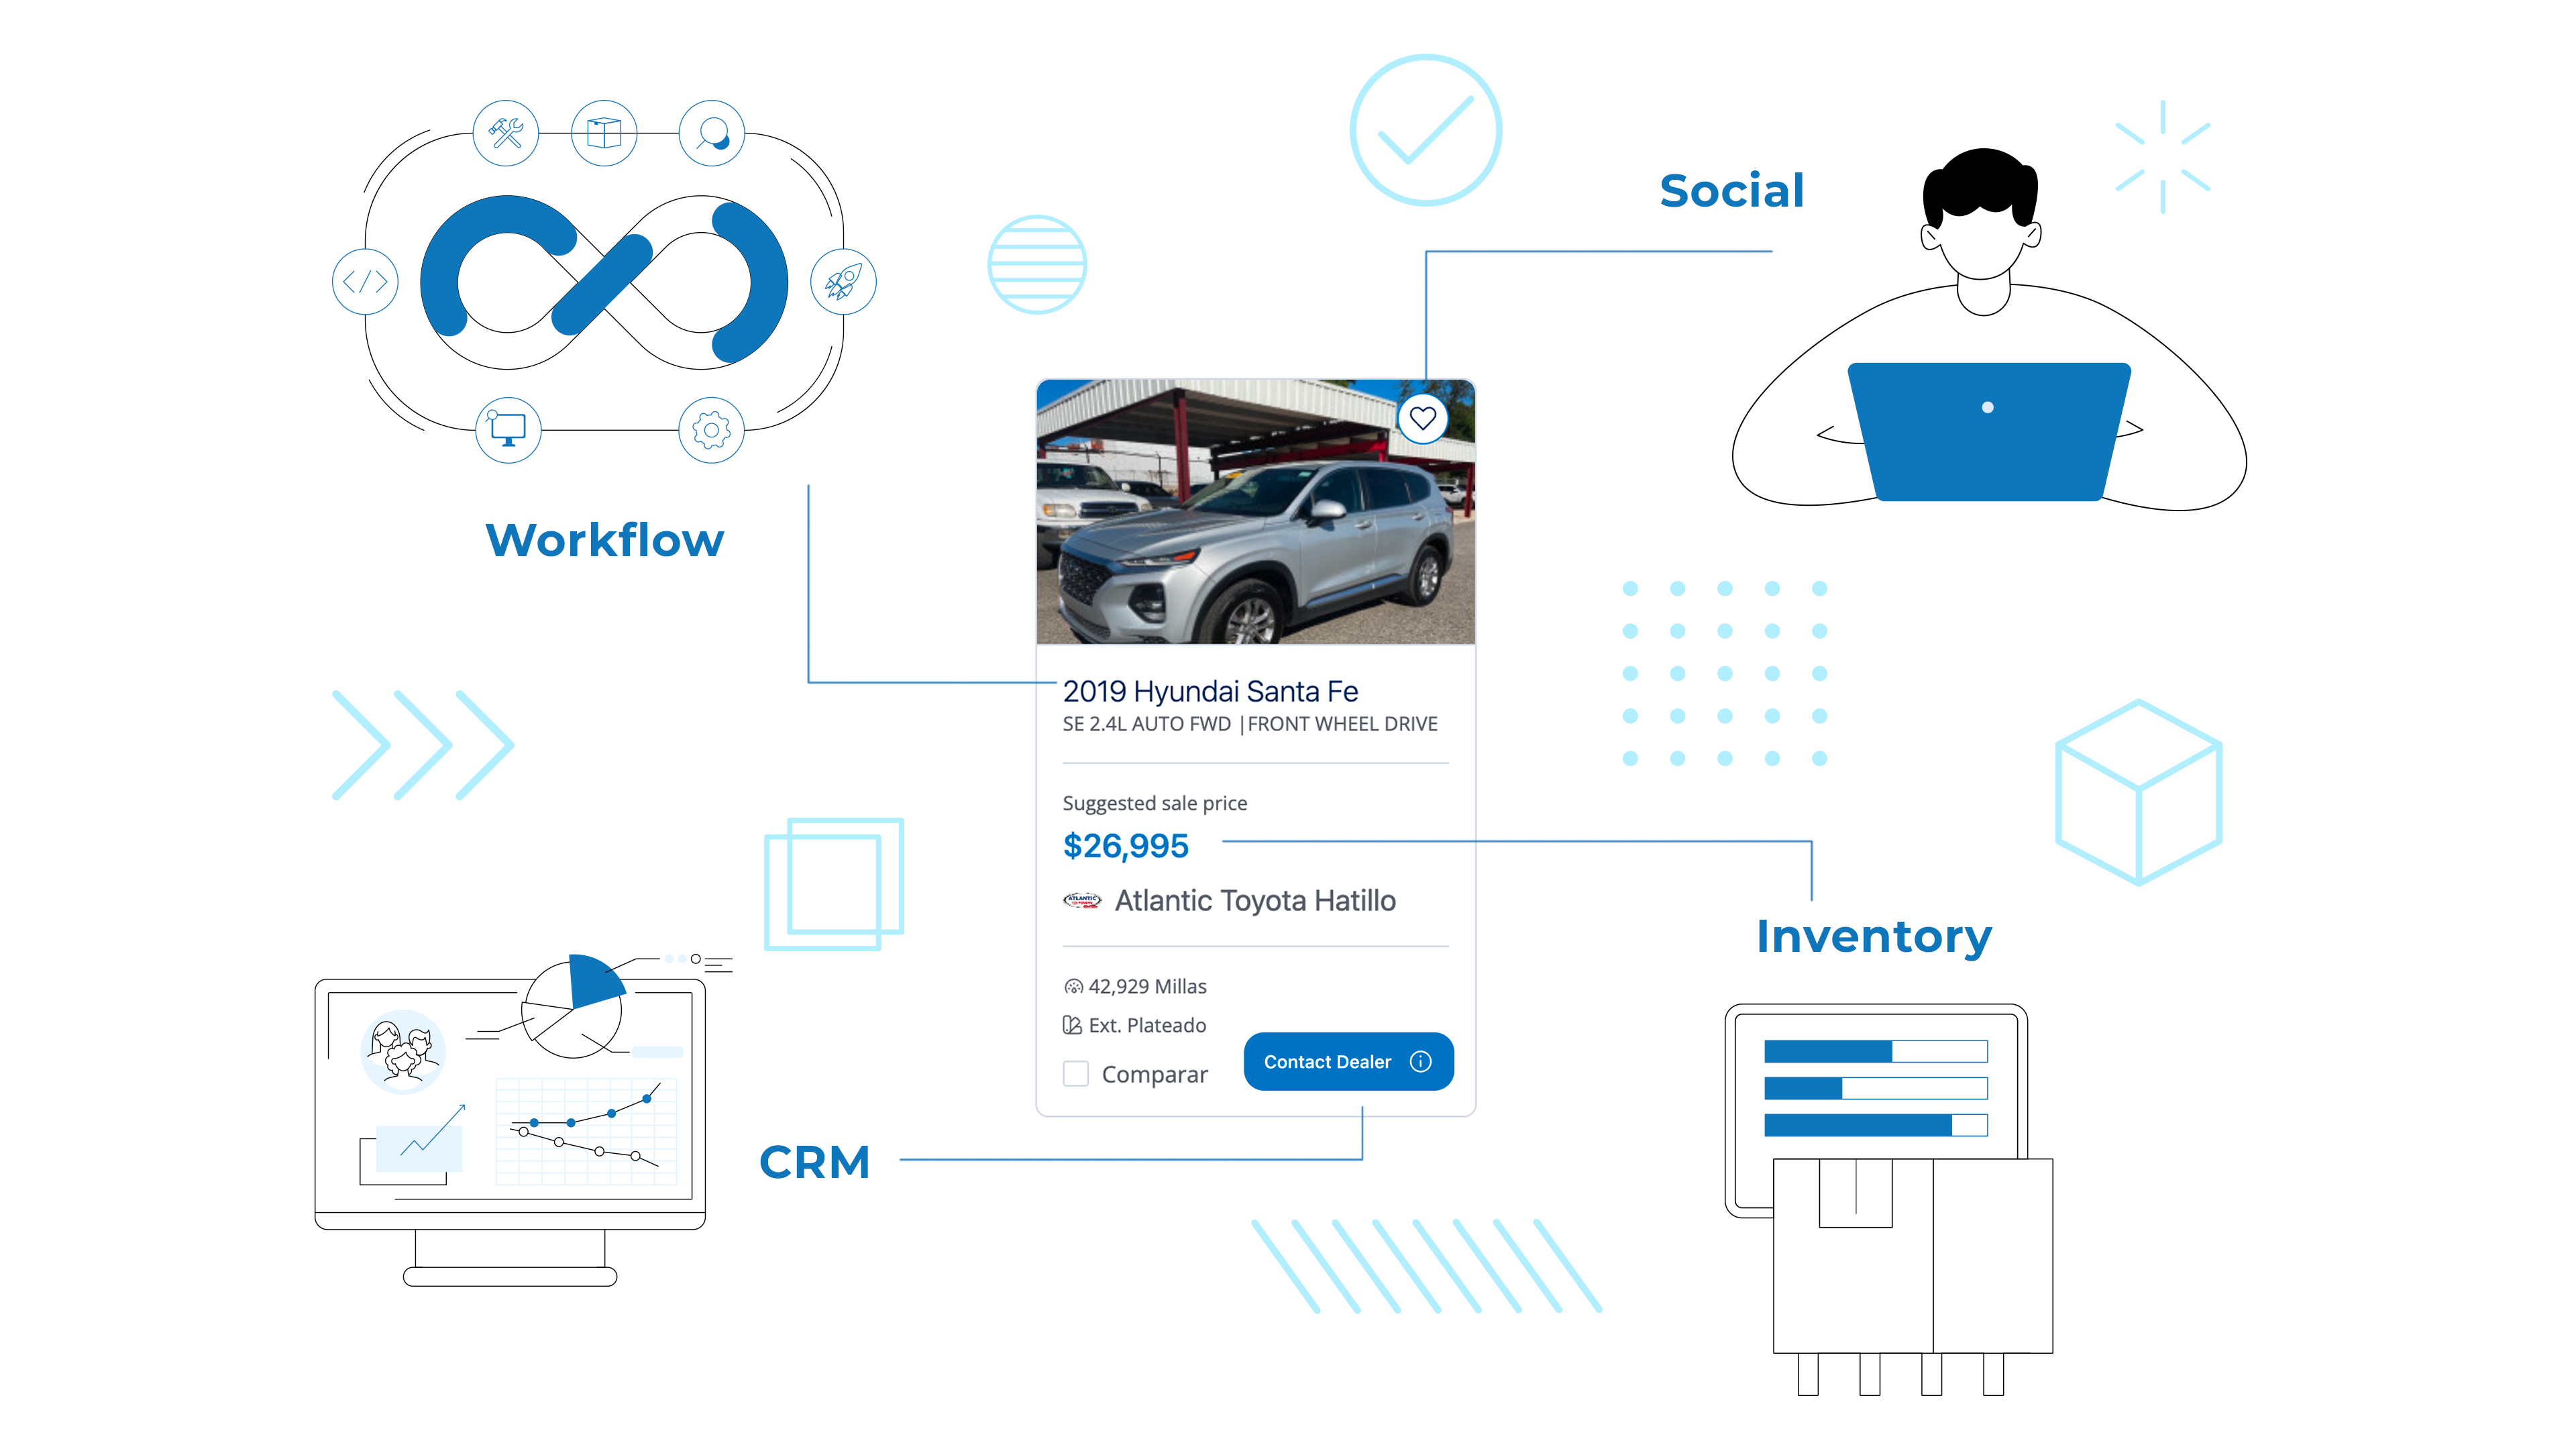 Social
Workflow
2019 Hyundai Santa Fe
SE 2.4L AUTO FWD |FRONT WHEEL DRIVE
Suggested sale price
$26,995
ATLANTIC
Atlantic Toyota Hatillo
Inventory
42,929 Millas
Ext. Plateado
Comparar
Contact Dealer
CRM